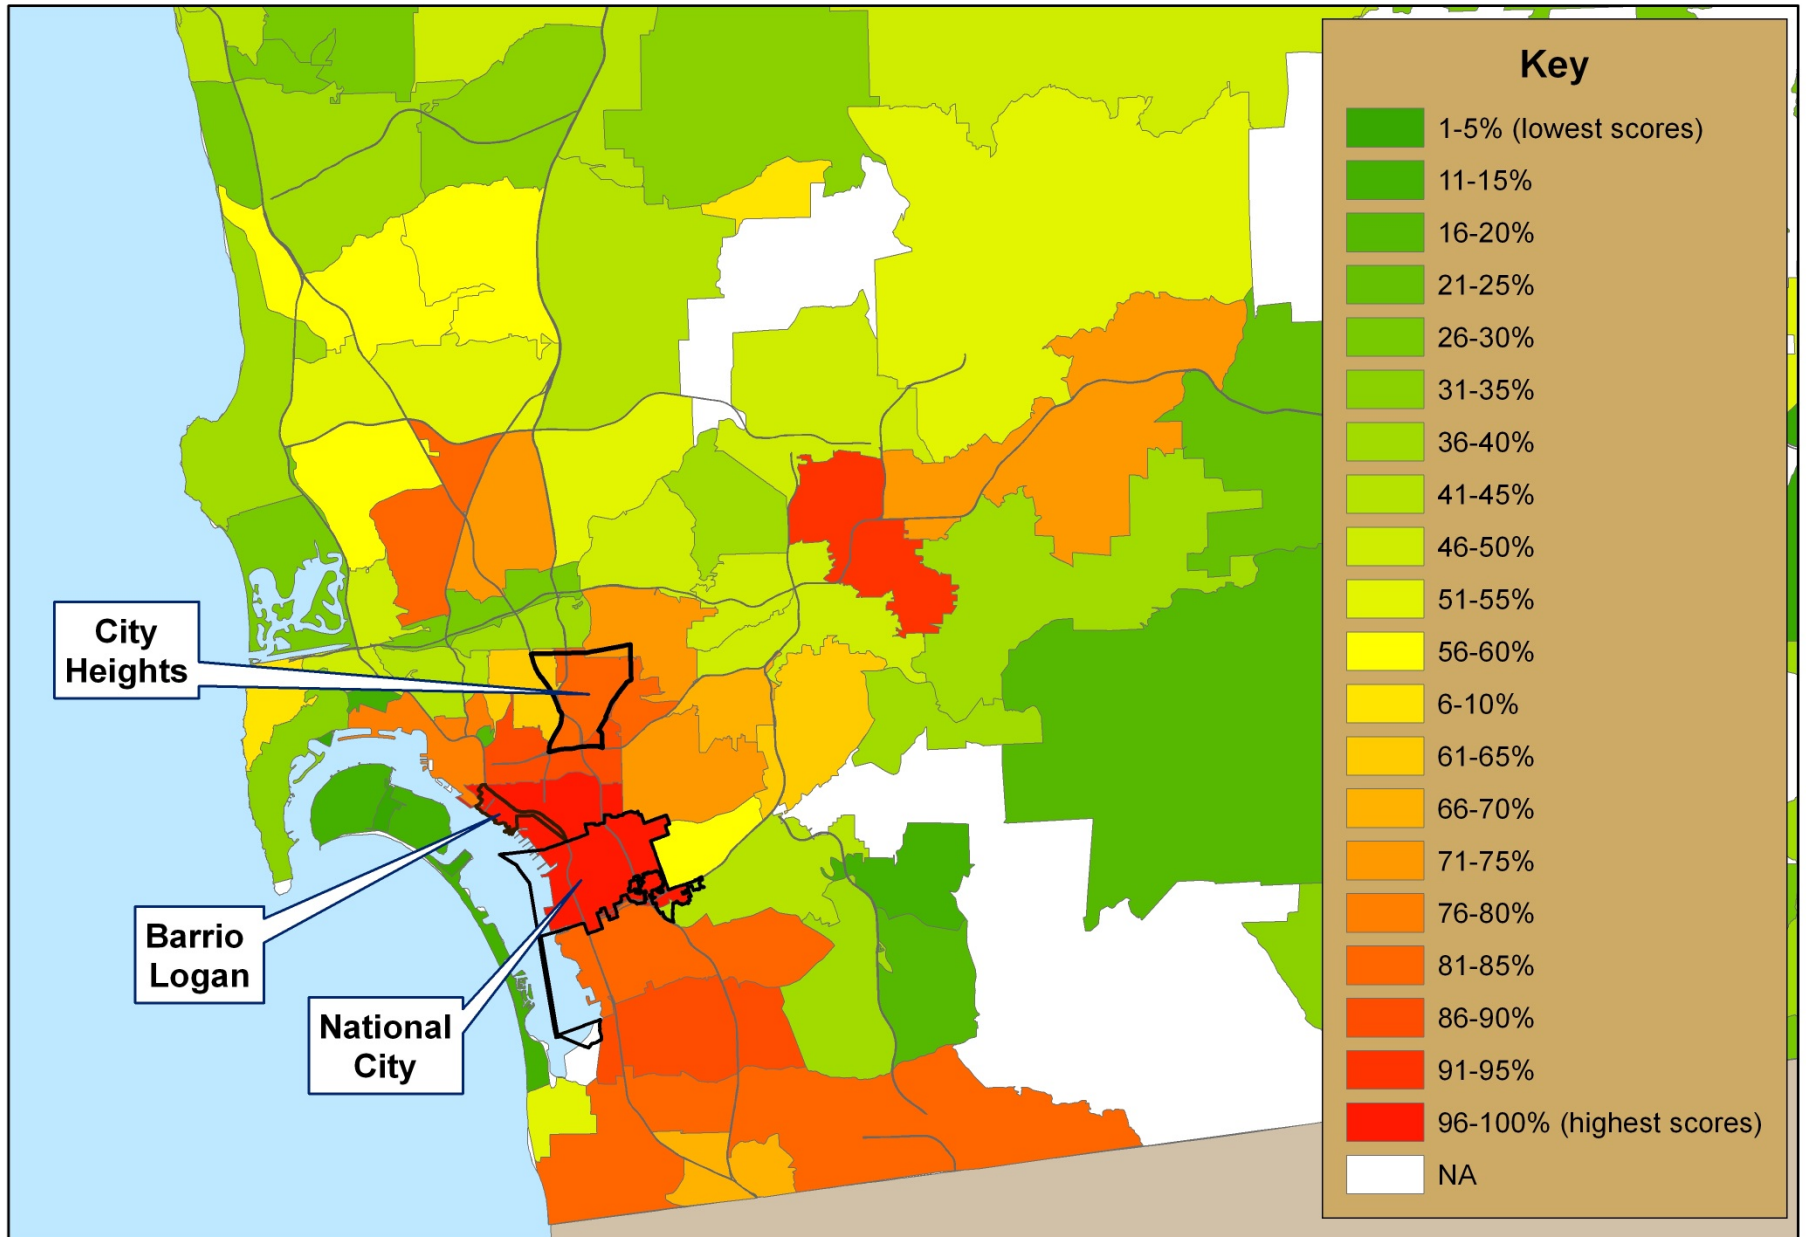 Key
1-5% (lowest scores)
11-15%
16-20%
21-25%
26-30%
31-35%
36-40%
41-45%
46-50%
51-55%
56-60%
6-10%
61-65%
66-70%
71-75%
76-80%
81-85%
86-90%
91-95%
96-100% (highest scores)
NA
City
Heights
Barrio
Logan
National
City